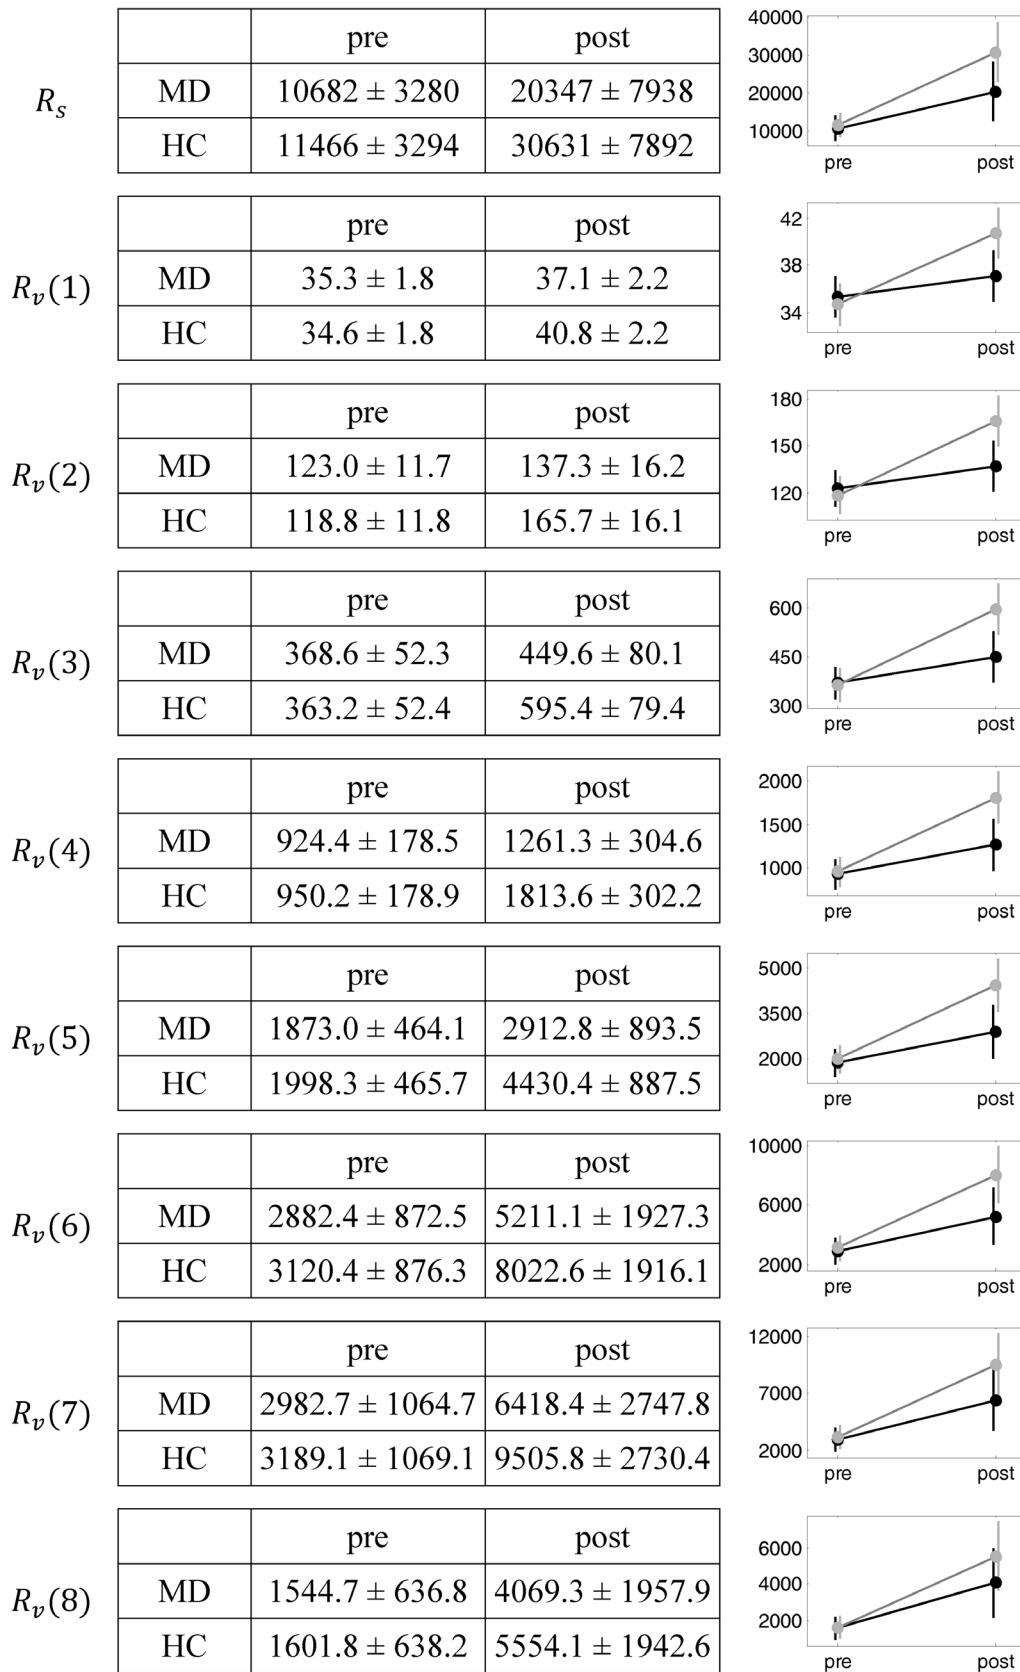 R_s
pre post
MD 10682 ± 3280 20347 ± 7938
HC 11466 ± 3294 30631 ± 7892
40000
30000
20000
10000
pre post
R_v(1)
pre post
MD 35.3 ± 1.8 37.1 ± 2.2
HC 34.6 ± 1.8 40.8 ± 2.2
42
38
34
pre post
R_v(2)
pre post
MD 123.0 ± 11.7 137.3 ± 16.2
HC 118.8 ± 11.8 165.7 ± 16.1
180
150
120
pre post
R_v(3)
pre post
MD 368.6 ± 52.3 449.6 ± 80.1
HC 363.2 ± 52.4 595.4 ± 79.4
600
450
300
pre post
R_v(4)
pre post
MD 924.4 ± 178.5 1261.3 ± 304.6
HC 950.2 ± 178.9 1813.6 ± 302.2
2000
1500
1000
pre post
R_v(5)
pre post
MD 1873.0 ± 464.1 2912.8 ± 893.5
HC 1998.3 ± 465.7 4430.4 ± 887.5
5000
3500
2000
pre post
R_v(6)
pre post
MD 2882.4 ± 872.5 5211.1 ± 1927.3
HC 3120.4 ± 876.3 8022.6 ± 1916.1
10000
6000
2000
pre post
R_v(7)
pre post
MD 2982.7 ± 1064.7 6418.4 ± 2747.8
HC 3189.1 ± 1069.1 9505.8 ± 2730.4
12000
7000
2000
pre post
R_v(8)
pre post
MD 1544.7 ± 636.8 4069.3 ± 1957.9
HC 1601.8 ± 638.2 5554.1 ± 1942.6
6000
4000
2000
pre post